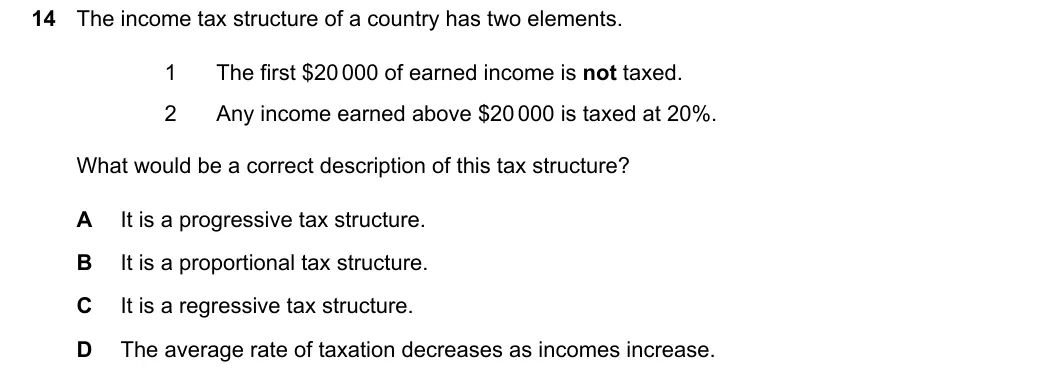 14 The income tax structure of a country has two elements.
1 The first $20 000 of earned income is not taxed.
2 Any income earned above $20 000 is taxed at 20%.
What would be a correct description of this tax structure?
A It is a progressive tax structure.
B It is a proportional tax structure.
C It is a regressive tax structure.
D The average rate of taxation decreases as incomes increase.